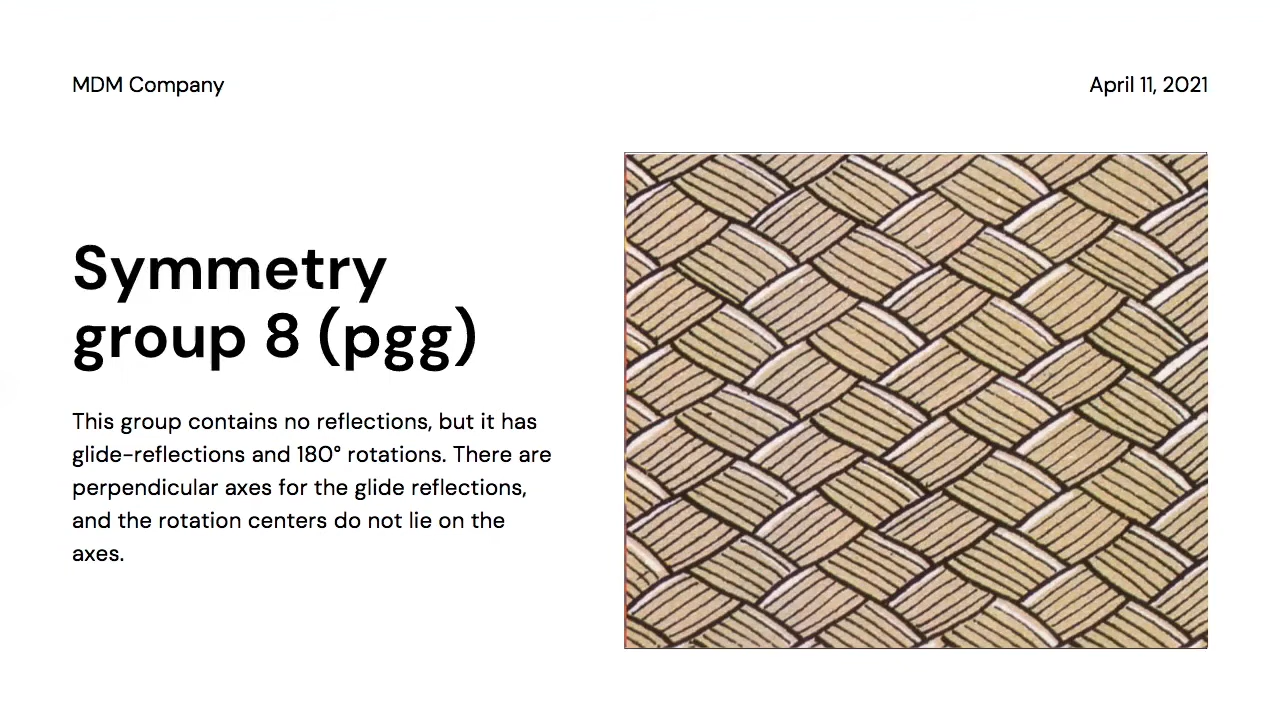 MDM Company
April 11, 2021
Symmetry
group 8 (pgg)
This group contains no reflections, but it has
glide-reflections and 180° rotations. There are
perpendicular axes for the glide reflections,
and the rotation centers do not lie on the
axes.